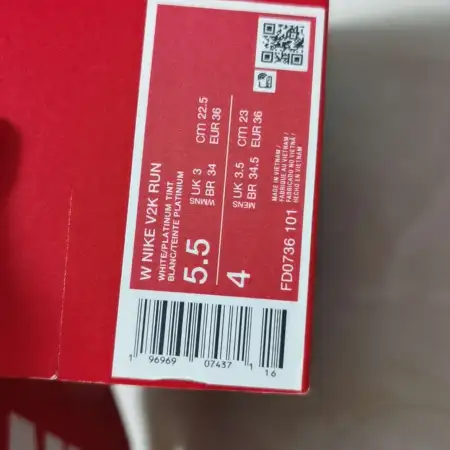 W NIKE V2K RUN
WHITE/PLATINUM TINT
BLANC/TEINTE PLATINIUM
5.5 WMNS UK 3 cm 22.5
BR 34 EUR 36
4 MENS UK 3.5 cm 23
BR 34.5 EUR 36
FD0736 101
MADE IN VIETNAM /
FABRIQUÉ AU VIETNAM /
FABRICADO NO VIETNÃ /
HECHO EN VIETNAM
1 96969 07437 1
16